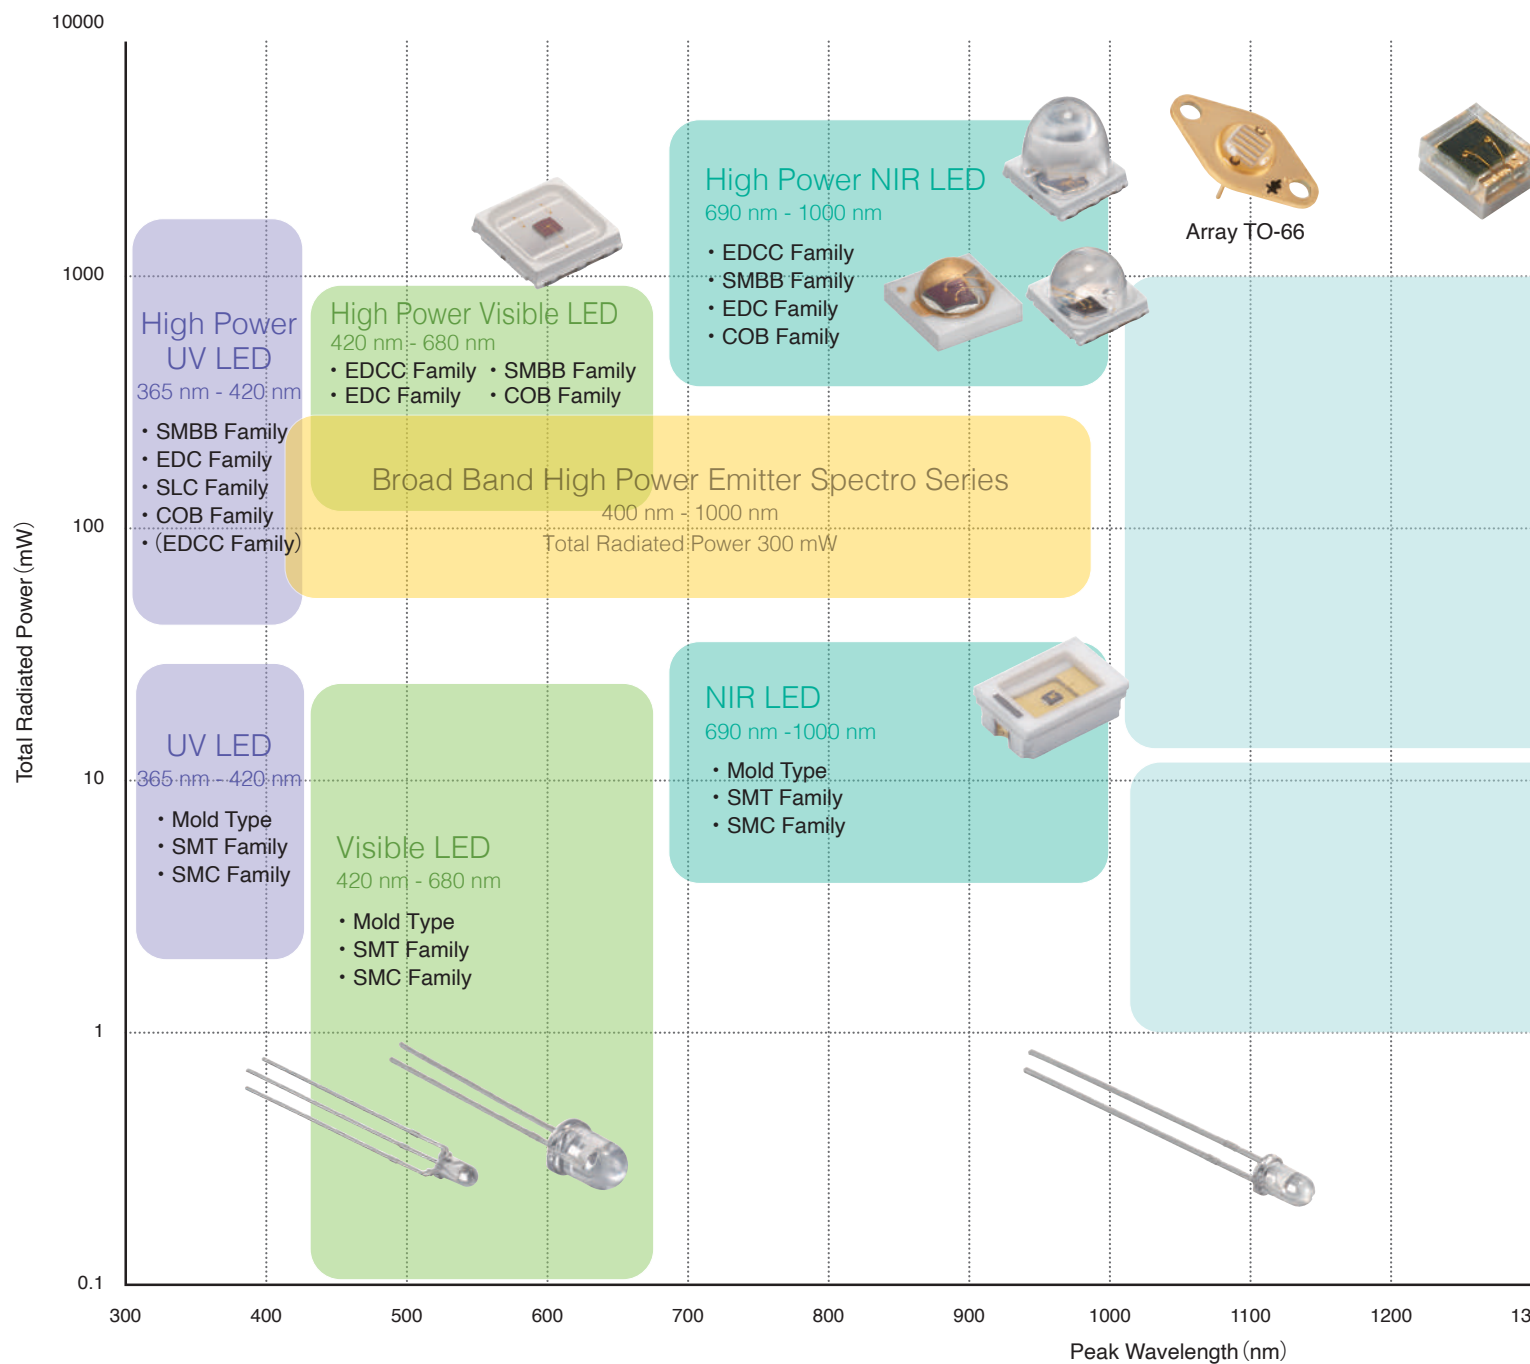 10000
1000
100
10
1
0.1
Total Radiated Power (mW)
High Power
UV LED
365 nm - 420 nm
・SMBB Family
・EDC Family
・SLC Family
・COB Family
・(EDCC Family)
High Power Visible LED
420 nm - 680 nm
・EDCC Family ・SMBB Family
・EDC Family ・COB Family
High Power NIR LED
690 nm - 1000 nm
・EDCC Family
・SMBB Family
・EDC Family
・COB Family
Array TO-66
Broad Band High Power Emitter Spectro Series
400 nm - 1000 nm
Total Radiated Power 300 mW
UV LED
365 nm - 420 nm
・Mold Type
・SMT Family
・SMC Family
Visible LED
420 nm - 680 nm
・Mold Type
・SMT Family
・SMC Family
NIR LED
690 nm -1000 nm
・Mold Type
・SMT Family
・SMC Family
300 400 500 600 700 800 900 1000 1100 1200
Peak Wavelength (nm)